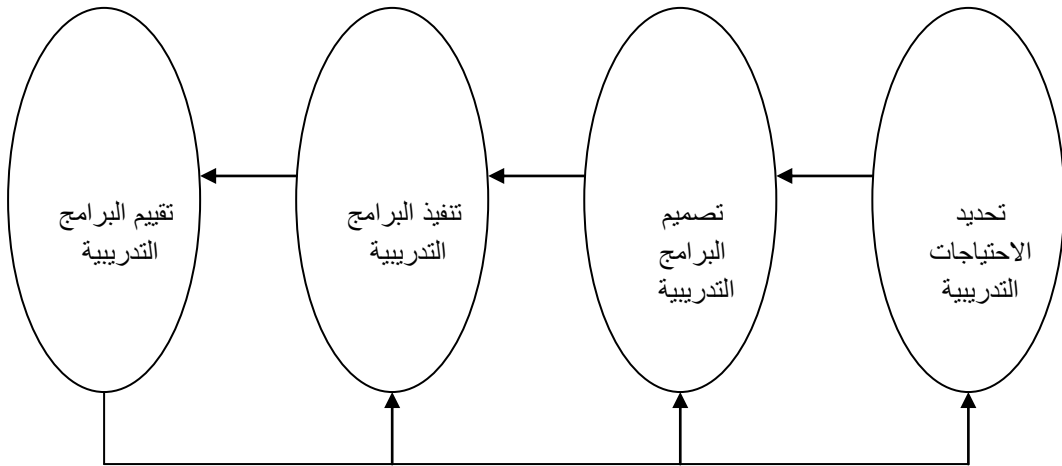 تحديد
الاحتياجات
التدريبية
تصميم
البرامج
التدريبية
تنفيذ البرامج
التدريبية
تقييم البرامج
التدريبية